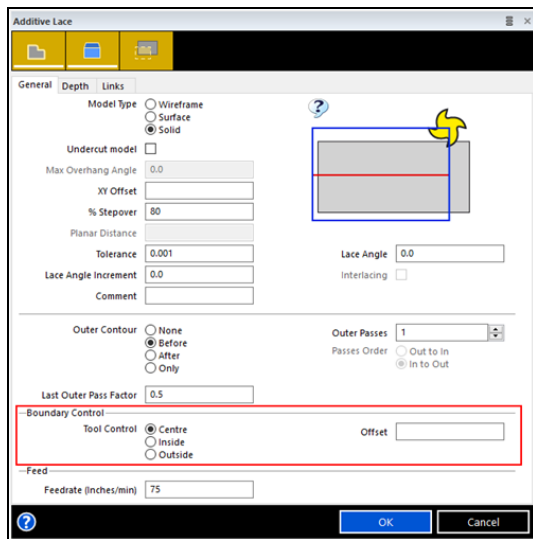 Additive Lace
General Depth Links
Model Type Wireframe
Surface
Solid
Undercut model
Max Overhang Angle 0.0
XY Offset
% Stepover 80
Planar Distance
Tolerance 0.001 Lace Angle 0.0
Lace Angle Increment 0.0 Interlacing
Comment
Outer Contour None Outer Passes 1
Before Passes Order Out to In
After In to Out
Only
Last Outer Pass Factor 0.5
Boundary Control
Tool Control Centre Offset
Inside
Outside
Feed
Feedrate (Inches/min) 75
OK Cancel